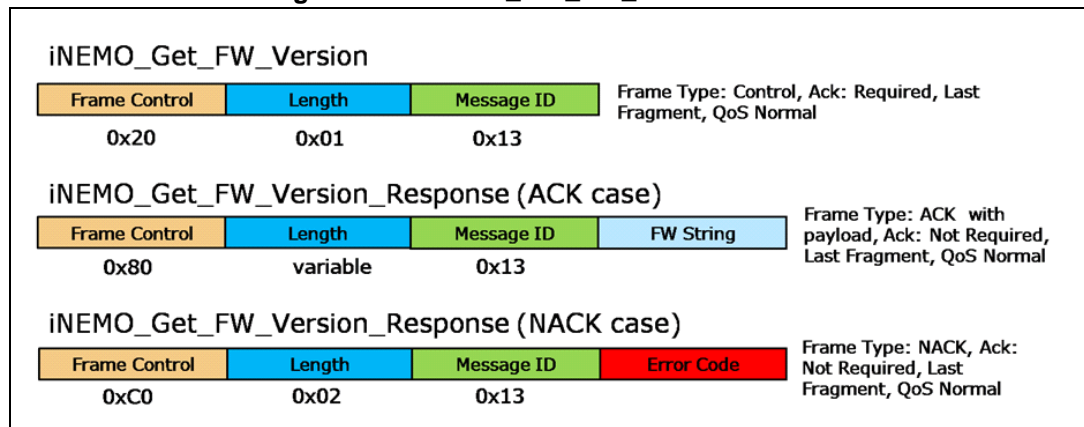 iNEMO_Get_FW_Version
Frame Control Length Message ID
0x20 0x01 0x13
Frame Type: Control, Ack: Required, Last
Fragment, QoS Normal
iNEMO_Get_FW_Version_Response (ACK case)
Frame Control Length Message ID FW String
0x80 variable 0x13
Frame Type: ACK with
payload, Ack: Not Required,
Last Fragment, QoS Normal
iNEMO_Get_FW_Version_Response (NACK case)
Frame Control Length Message ID Error Code
0xC0 0x02 0x13
Frame Type: NACK, Ack:
Not Required, Last
Fragment, QoS Normal